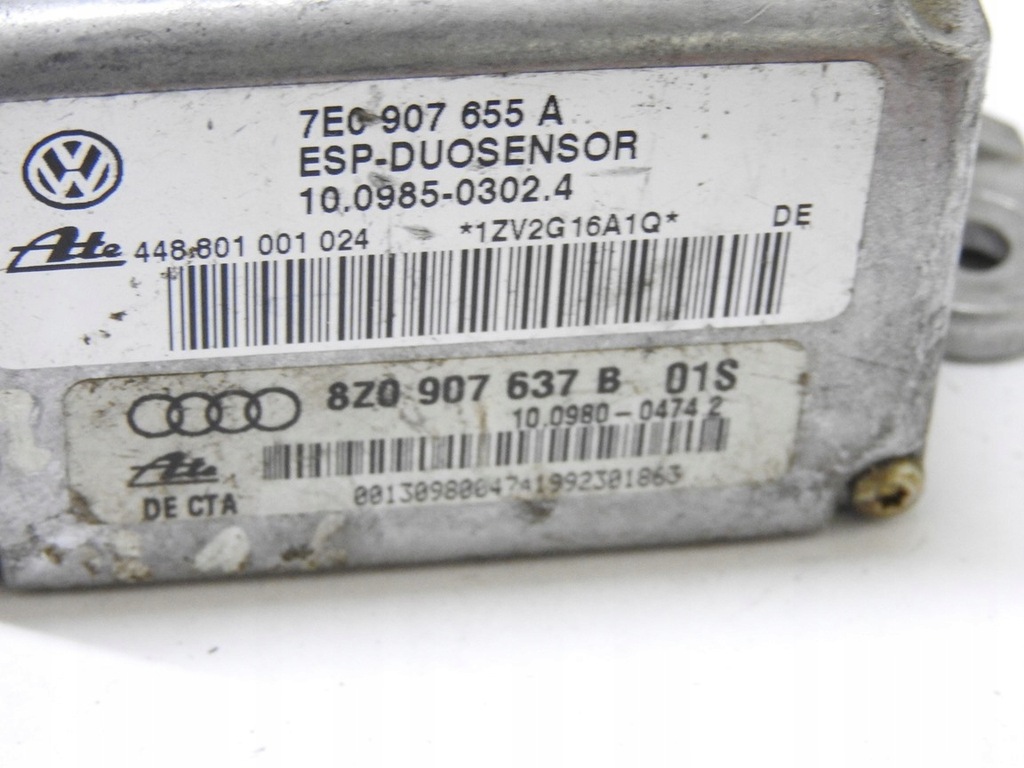 7E0 907 655 A
ESP-DUOSENSOR
10.0985-0302.4
Ate 448 801 001 024 *1ZV2G16A1Q* DE
8Z0 907 637 B 01S
10.0980-0474.2
Ate
DE CTA 0013098004741992301863